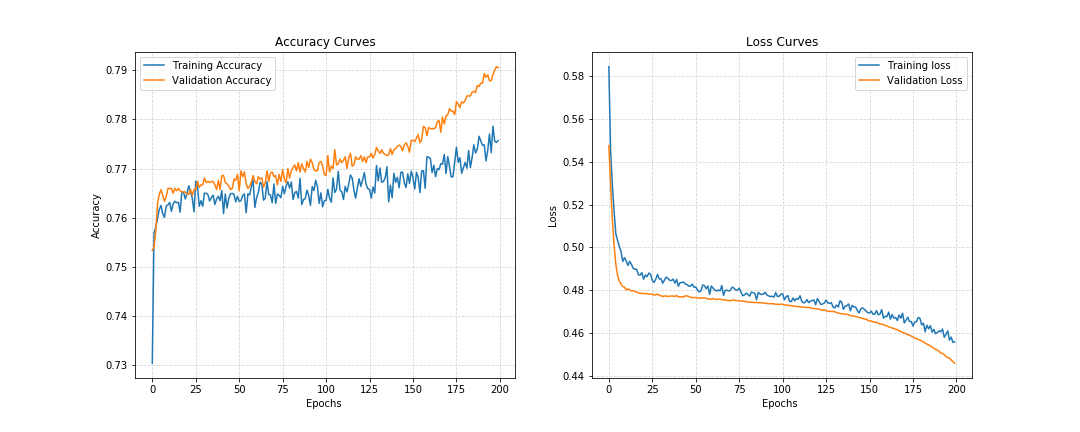 Accuracy Curves
Training Accuracy
Validation Accuracy
0.79
0.78
0.77
0.76
0.75
0.74
0.73
Accuracy
0 25 50 75 100 125 150 175 200
Epochs
Loss Curves
Training loss
Validation Loss
0.58
0.56
0.54
0.52
0.50
0.48
0.46
0.44
Loss
0 25 50 75 100 125 150 175 200
Epochs